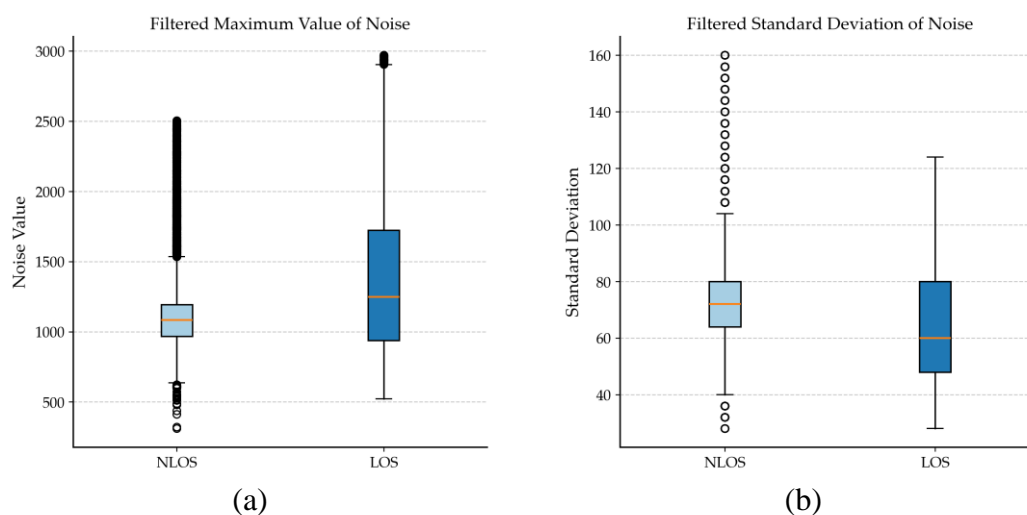 Filtered Maximum Value of Noise
3000
2500
2000
1500
1000
500
Noise Value
NLOS
LOS
(a)
Filtered Standard Deviation of Noise
160
140
120
100
80
60
40
Standard Deviation
NLOS
LOS
(b)